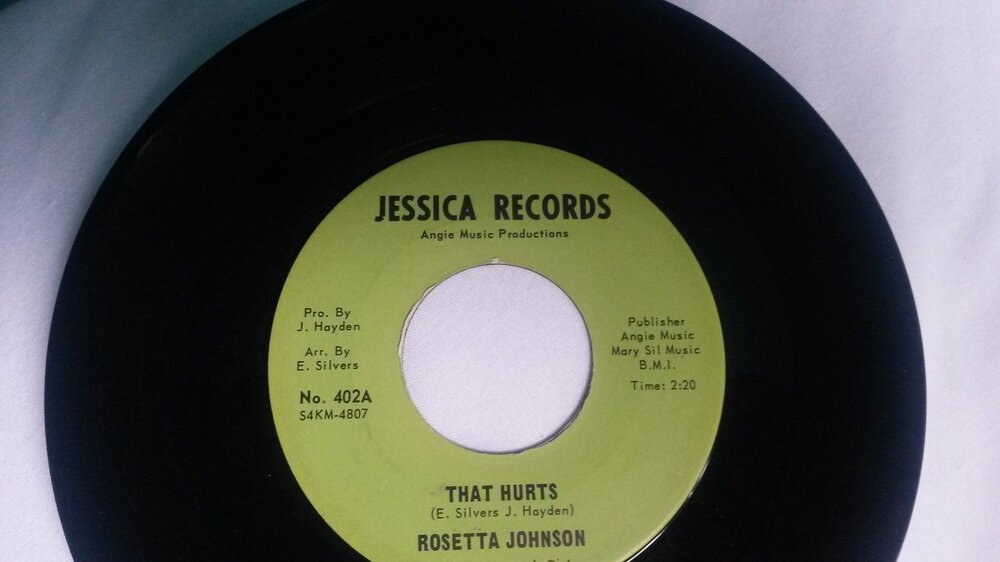 JESSICA RECORDS
Angie Music Productions
Pro. By
J. Hayden
Arr. By
E. Silvers
No. 402A
S4KM-4807
Publisher
Angie Music
Mary Sil Music
B.M.I.
Time: 2:20
THAT HURTS
(E. Silvers J. Hayden)
ROSETTA JOHNSON